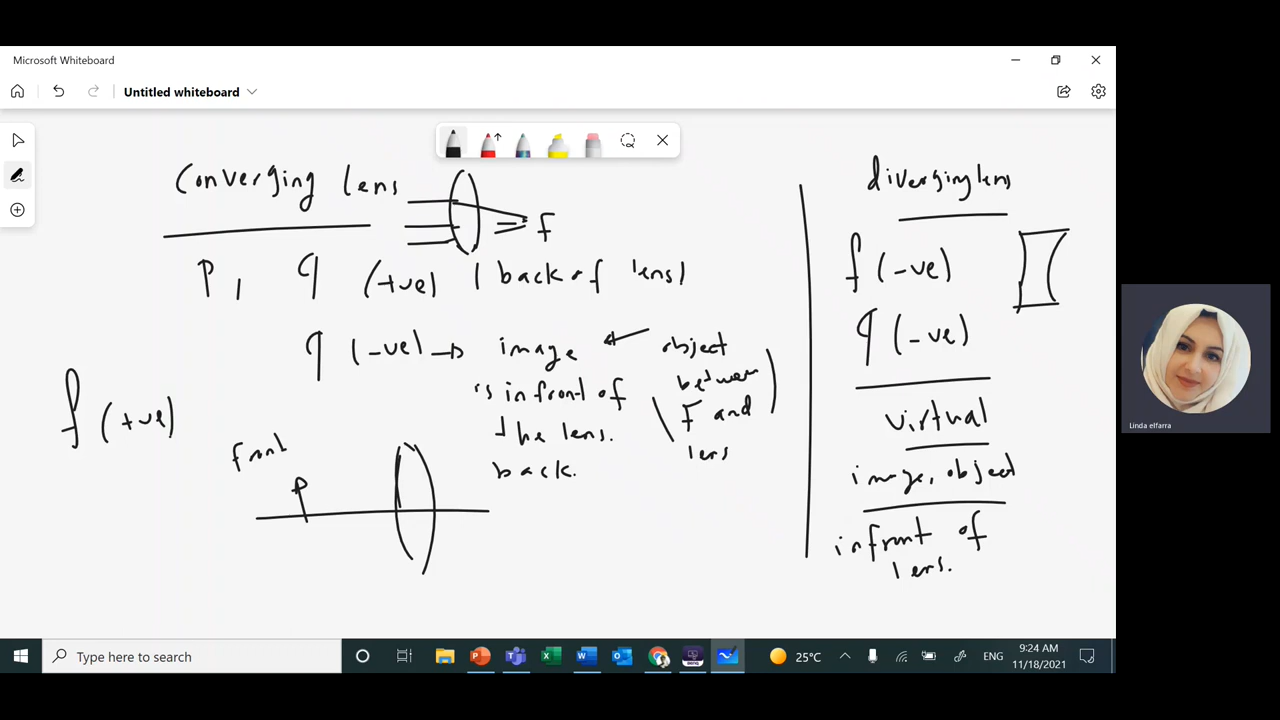 Microsoft Whiteboard
Untitled whiteboard
Converging lens
F
P, q (+ve) (back of lens)
q (-ve) → image ← object
is in front of between
the lens. F and
back. lens
f (+ve)
front
P
diverging lens
f (-ve)
q (-ve)
virtual
image, object
infront of
lens.
Linda elfarra
Type here to search
25°C
ENG
9:24 AM
11/18/2021